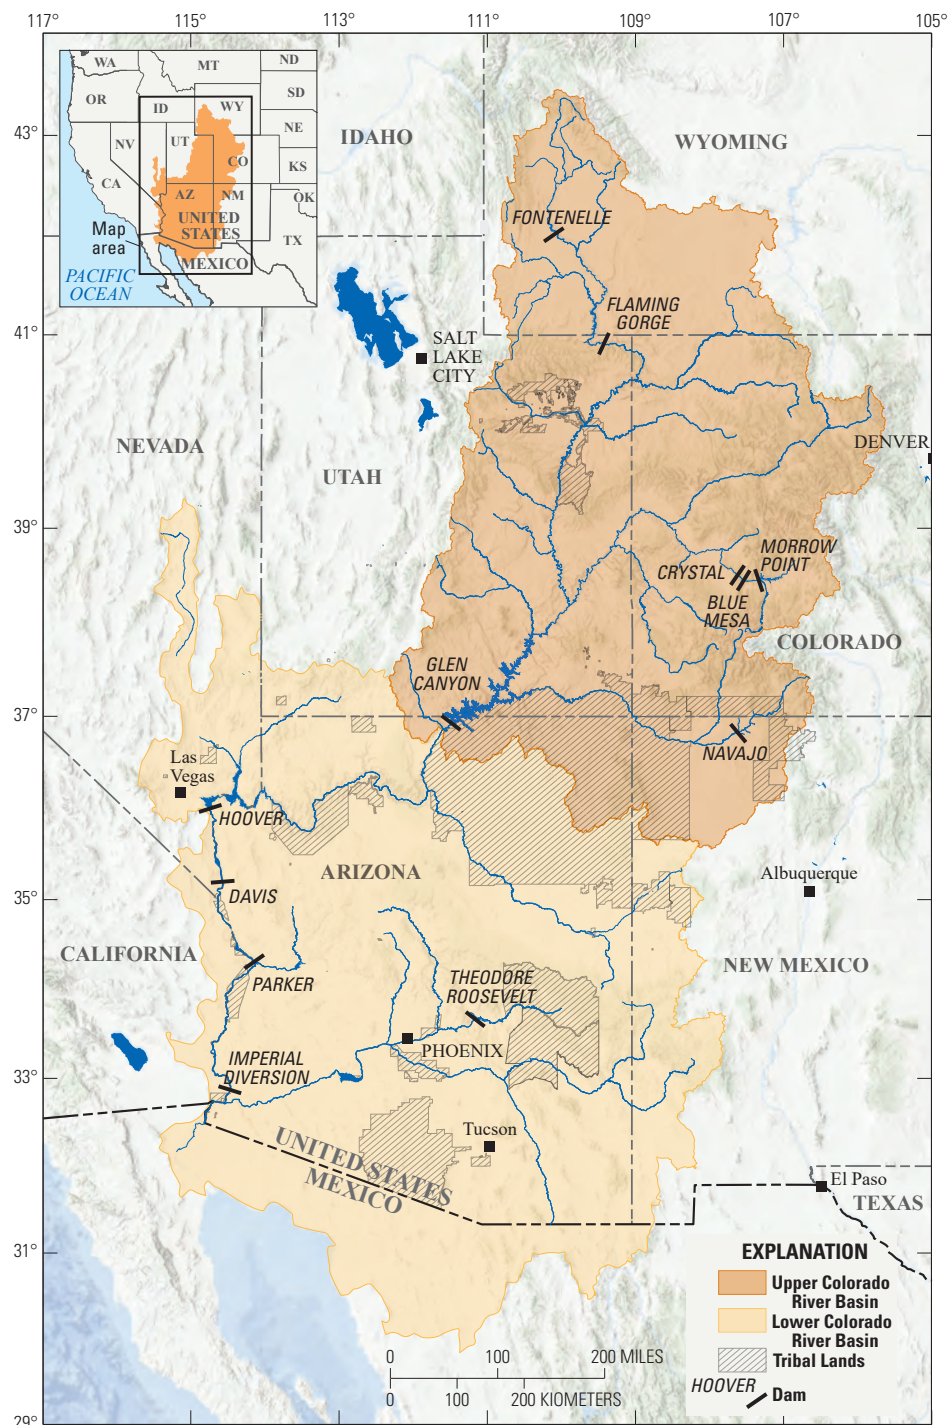 117°
115°
113°
111°
109°
107°
105°
43°
41°
39°
37°
35°
33°
31°
29°
WA
MT
ND
OR
ID
WY
SD
NV
UT
NE
CA
CO
KS
AZ
NM
OK
UNITED
STATES
TX
Map
area
MEXICO
PACIFIC
OCEAN
IDAHO
WYOMING
FONTENELLE
FLAMING
GORGE
SALT
LAKE
CITY
NEVADA
UTAH
DENVER
CRYSTAL
MORROW
POINT
BLUE
MESA
COLORADO
GLEN
CANYON
NAVAJO
Las
Vegas
HOOVER
ARIZONA
Albuquerque
DAVIS
CALIFORNIA
NEW MEXICO
PARKER
THEODORE
ROOSEVELT
PHOENIX
IMPERIAL
DIVERSION
Tucson
UNITED STATES
MEXICO
El Paso
TEXAS
EXPLANATION
Upper Colorado
River Basin
Lower Colorado
River Basin
Tribal Lands
HOOVER
Dam
0 100 200 MILES
0 100 200 KIOMETERS